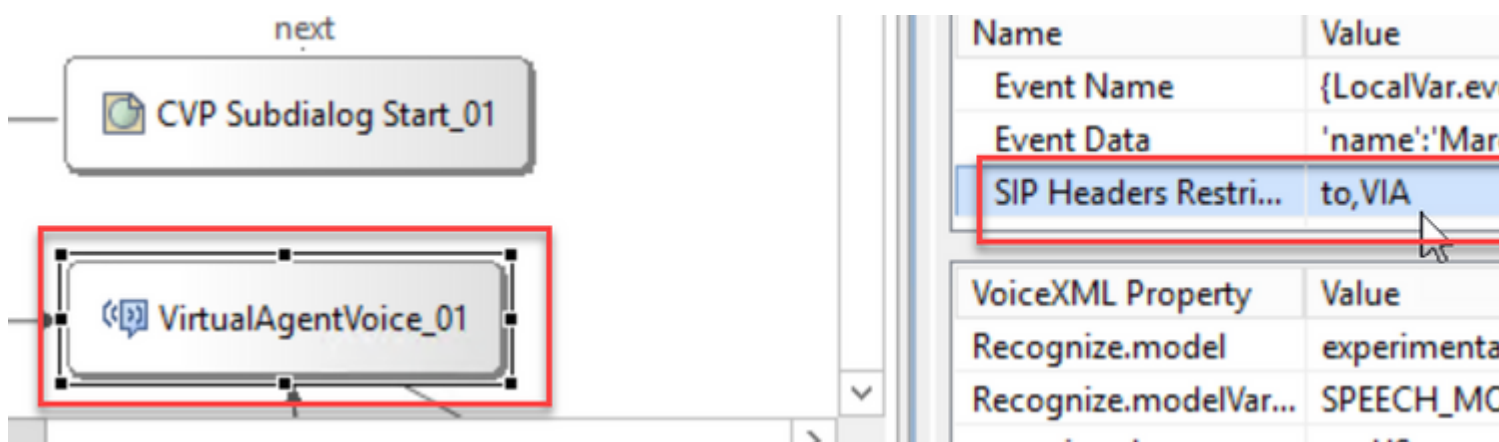 next
CVP Subdialog Start_01
VirtualAgentVoice_01
Name Value
Event Name {LocalVar.ev
Event Data 'name':'Mar
SIP Headers Restri... to,VIA
VoiceXML Property Value
Recognize.model experimenta
Recognize.modelVar... SPEECH_MO